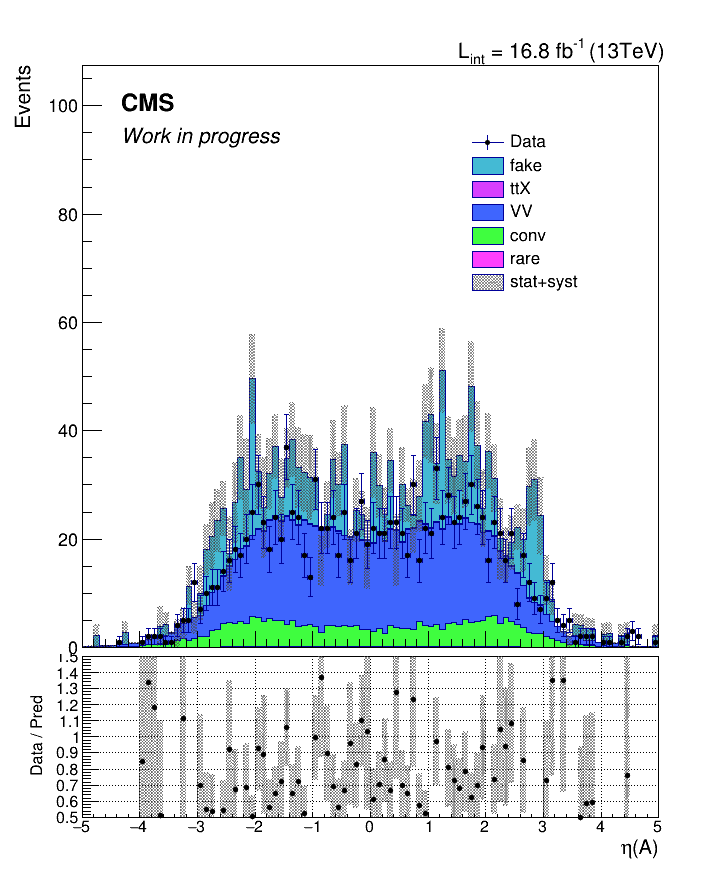 L_int = 16.8 fb^-1 (13TeV)
Events
CMS
Work in progress
Data
fake
ttX
VV
conv
rare
stat+syst
100
80
60
40
20
0
Data / Pred
1.5
1.4
1.3
1.2
1.1
1
0.9
0.8
0.7
0.6
0.5
−5 −4 −3 −2 −1 0 1 2 3 4 5
η(A)